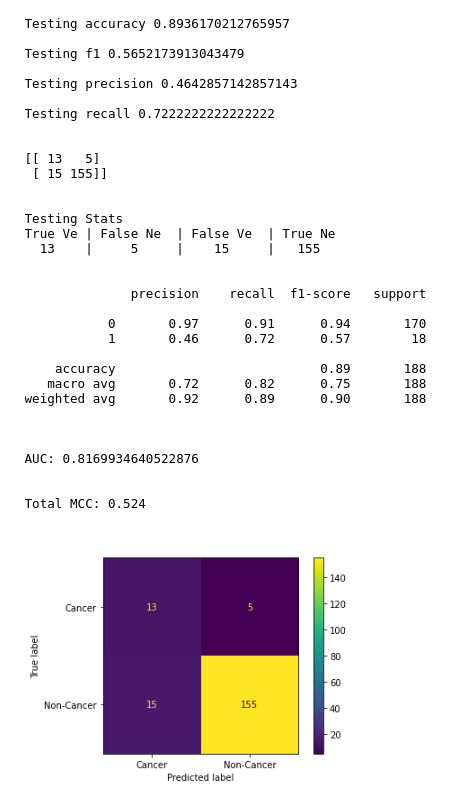 Testing accuracy 0.8936170212765957
Testing f1 0.5652173913043479
Testing precision 0.4642857142857143
Testing recall 0.7222222222222222
[[ 13   5]
 [ 15 155]]
Testing Stats
True Ve | False Ne  | False Ve  | True Ne
  13    |     5     |    15     |   155
              precision    recall  f1-score   support
           0       0.97      0.91      0.94       170
           1       0.46      0.72      0.57        18
    accuracy                           0.89       188
   macro avg       0.72      0.82      0.75       188
weighted avg       0.92      0.89      0.90       188
AUC: 0.8169934640522876
Total MCC: 0.524
Cancer
13
5
Non-Cancer
15
155
Cancer
Non-Cancer
Predicted label
True label
140
120
100
80
60
40
20